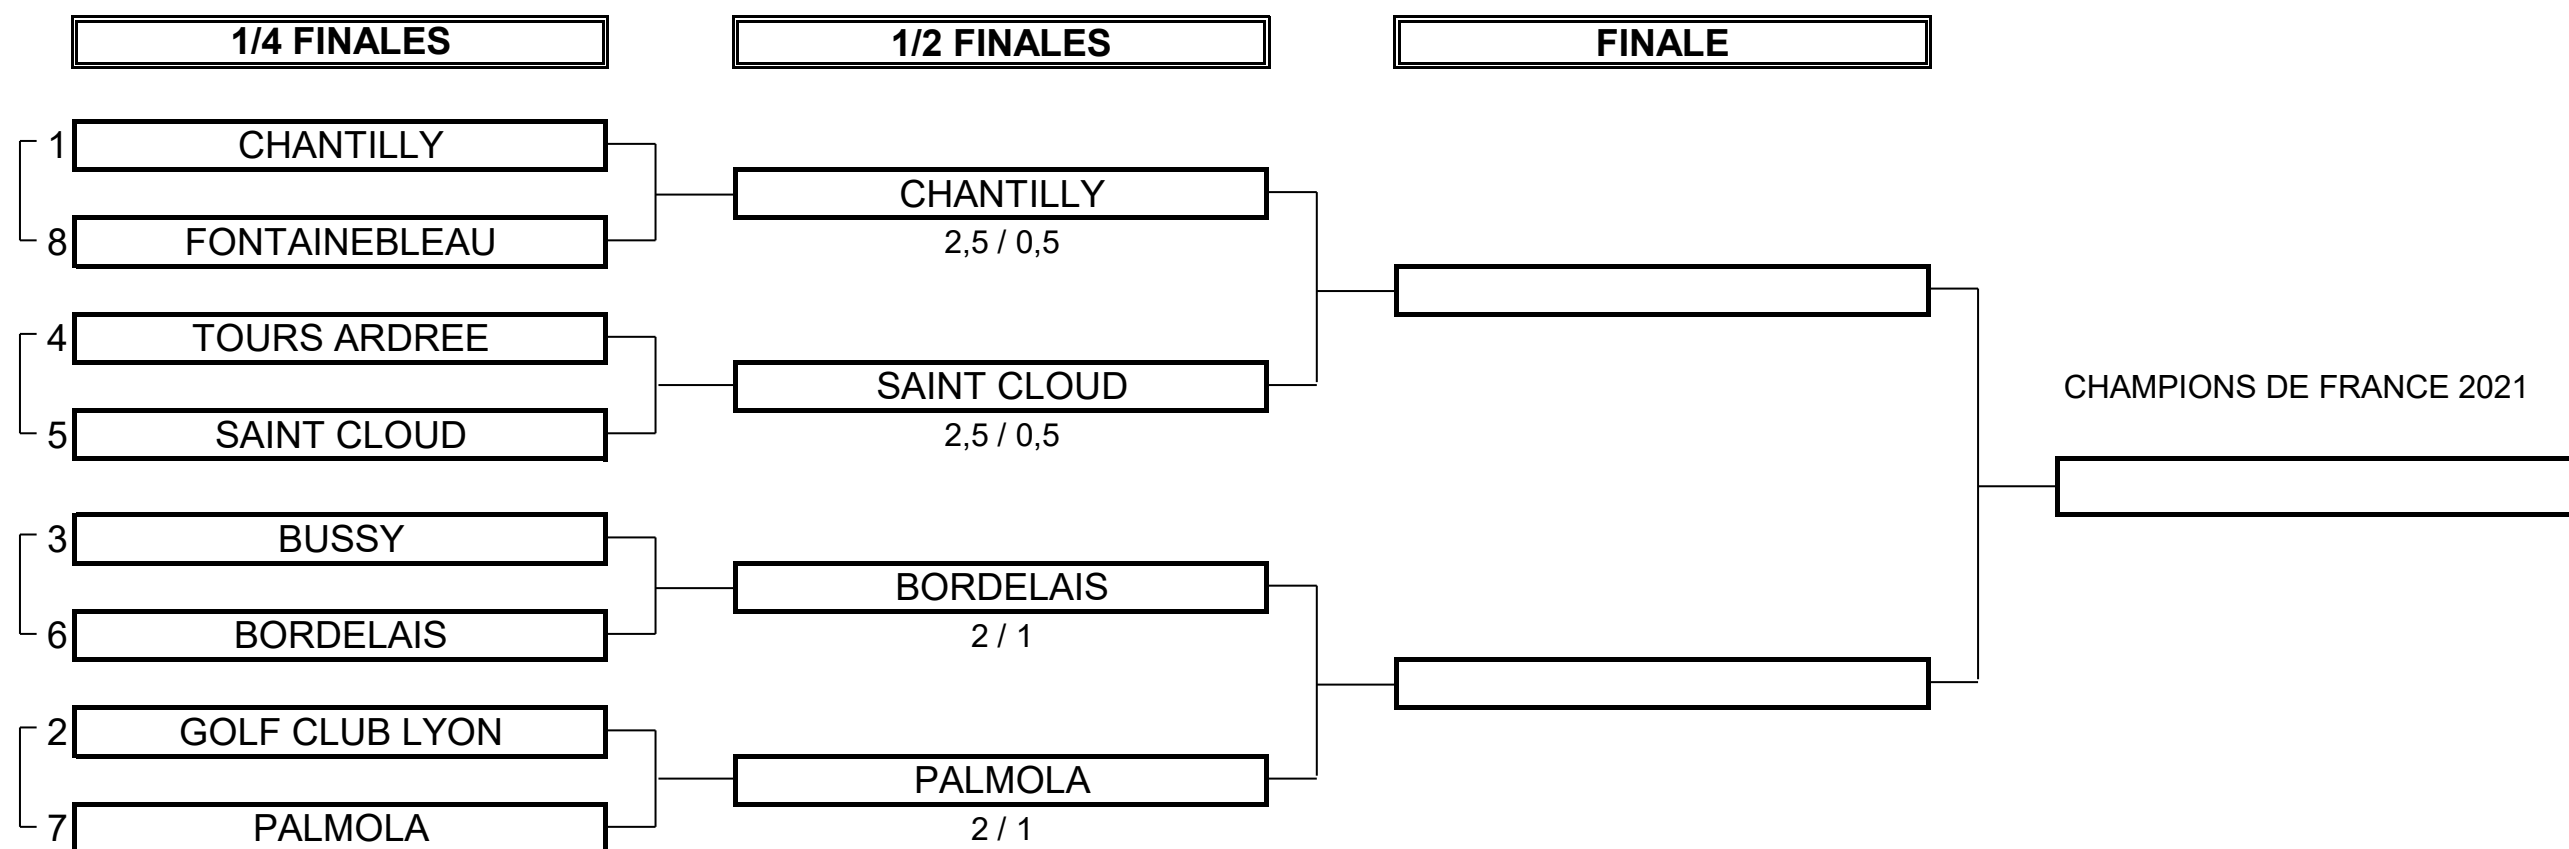 1/4 FINALES
1/2 FINALES
FINALE
1 CHANTILLY
CHANTILLY
2,5 / 0,5
8 FONTAINEBLEAU
4 TOURS ARDREE
SAINT CLOUD
2,5 / 0,5
5 SAINT CLOUD
CHAMPIONS DE FRANCE 2021
3 BUSSY
BORDELAIS
2 / 1
6 BORDELAIS
2 GOLF CLUB LYON
PALMOLA
2 / 1
7 PALMOLA